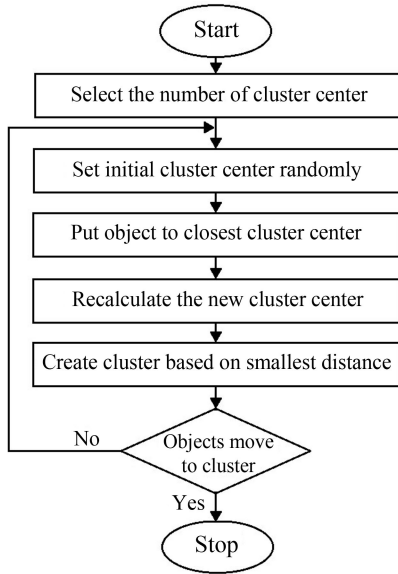 Start
Select the number of cluster center
Set initial cluster center randomly
Put object to closest cluster center
Recalculate the new cluster center
Create cluster based on smallest distance
No
Objects move
to cluster
Yes
Stop